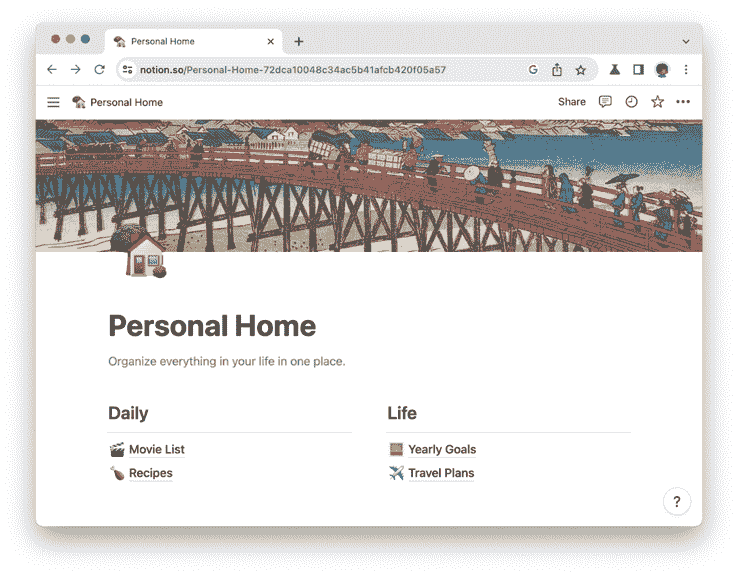 Personal Home
notion.so/Personal-Home-72dca10048c34ac5b41afcb420f05a57
Personal Home
Share
Personal Home
Organize everything in your life in one place.
Daily
Movie List
Recipes
Life
Yearly Goals
Travel Plans
?